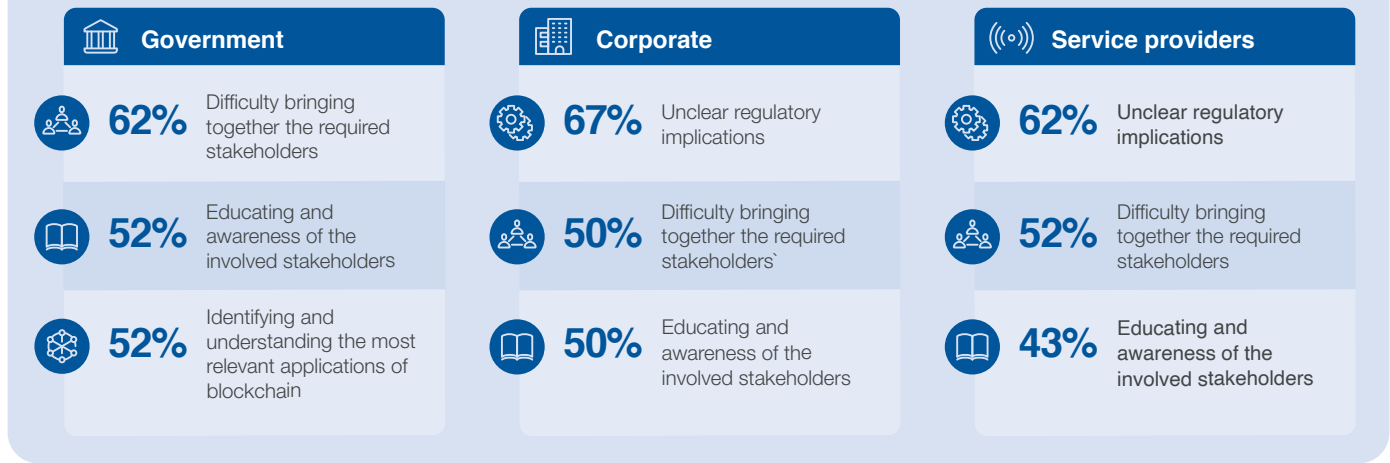 Government
62%
Difficulty bringing
together the required
stakeholders
52%
Educating and
awareness of the
involved stakeholders
52%
Identifying and
understanding the most
relevant applications of
blockchain
Corporate
67%
Unclear regulatory
implications
50%
Difficulty bringing
together the required
stakeholders`
50%
Educating and
awareness of the
involved stakeholders
Service providers
62%
Unclear regulatory
implications
52%
Difficulty bringing
together the required
stakeholders
43%
Educating and
awareness of the
involved stakeholders